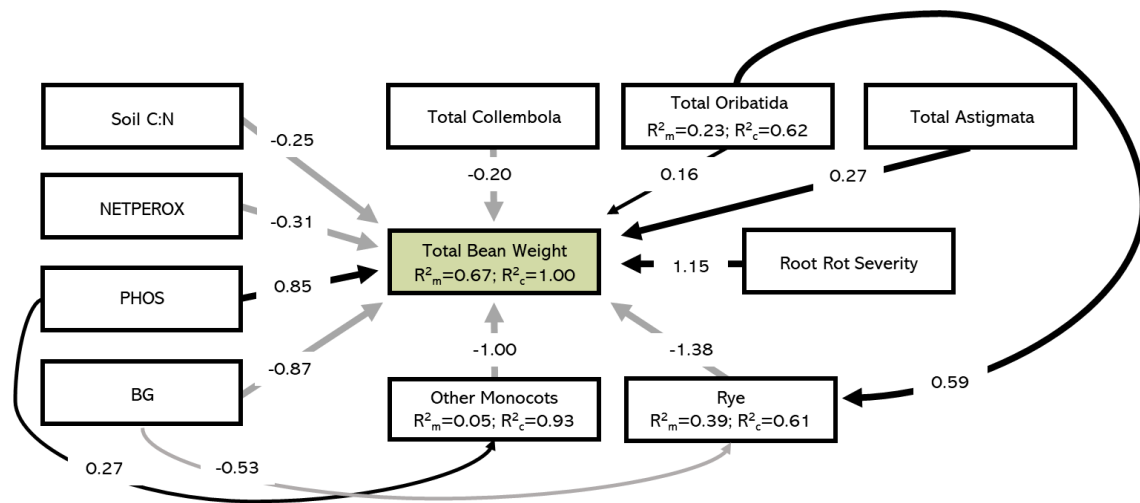 Soil C:N
Total Collembola
Total Oribatida
R²m=0.23; R²c=0.62
Total Astigmata
-0.25
-0.20
0.16
0.27
NETPEROX
-0.31
Total Bean Weight
R²m=0.67; R²c=1.00
1.15
Root Rot Severity
PHOS
0.85
BG
-0.87
-1.00
-1.38
0.59
Other Monocots
R²m=0.05; R²c=0.93
Rye
R²m=0.39; R²c=0.61
0.27
-0.53